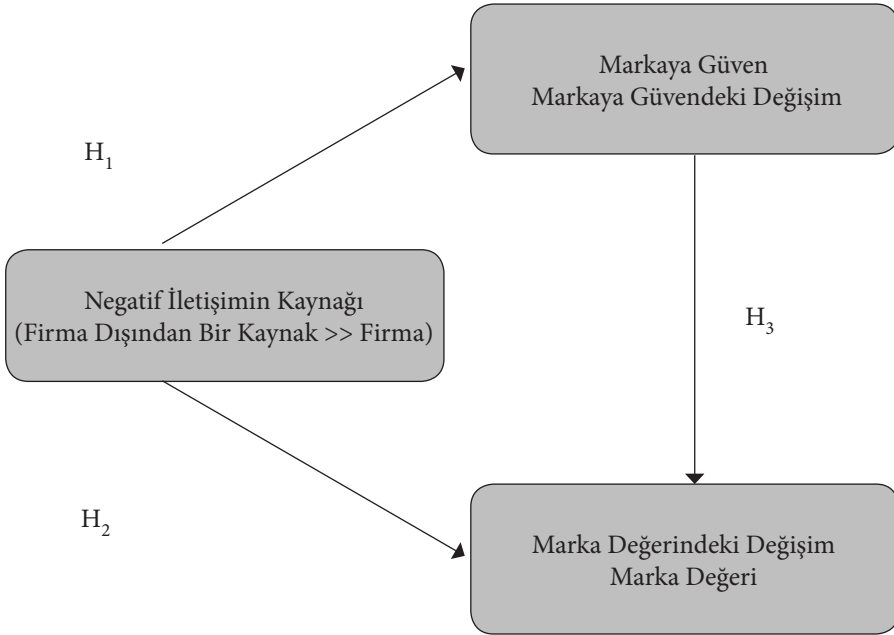 Markaya Güven
Markaya Güvendeki Değişim
H₁
Negatif İletişimin Kaynağı
(Firma Dışından Bir Kaynak >> Firma)
H₃
H₂
Marka Değerindeki Değişim
Marka Değeri